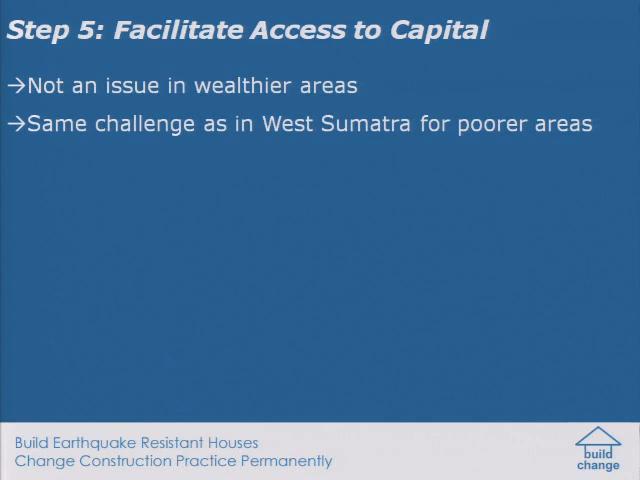 Step 5: Facilitate Access to Capital
→Not an issue in wealthier areas
→Same challenge as in West Sumatra for poorer areas
Build Earthquake Resistant Houses
Change Construction Practice Permanently
build
change